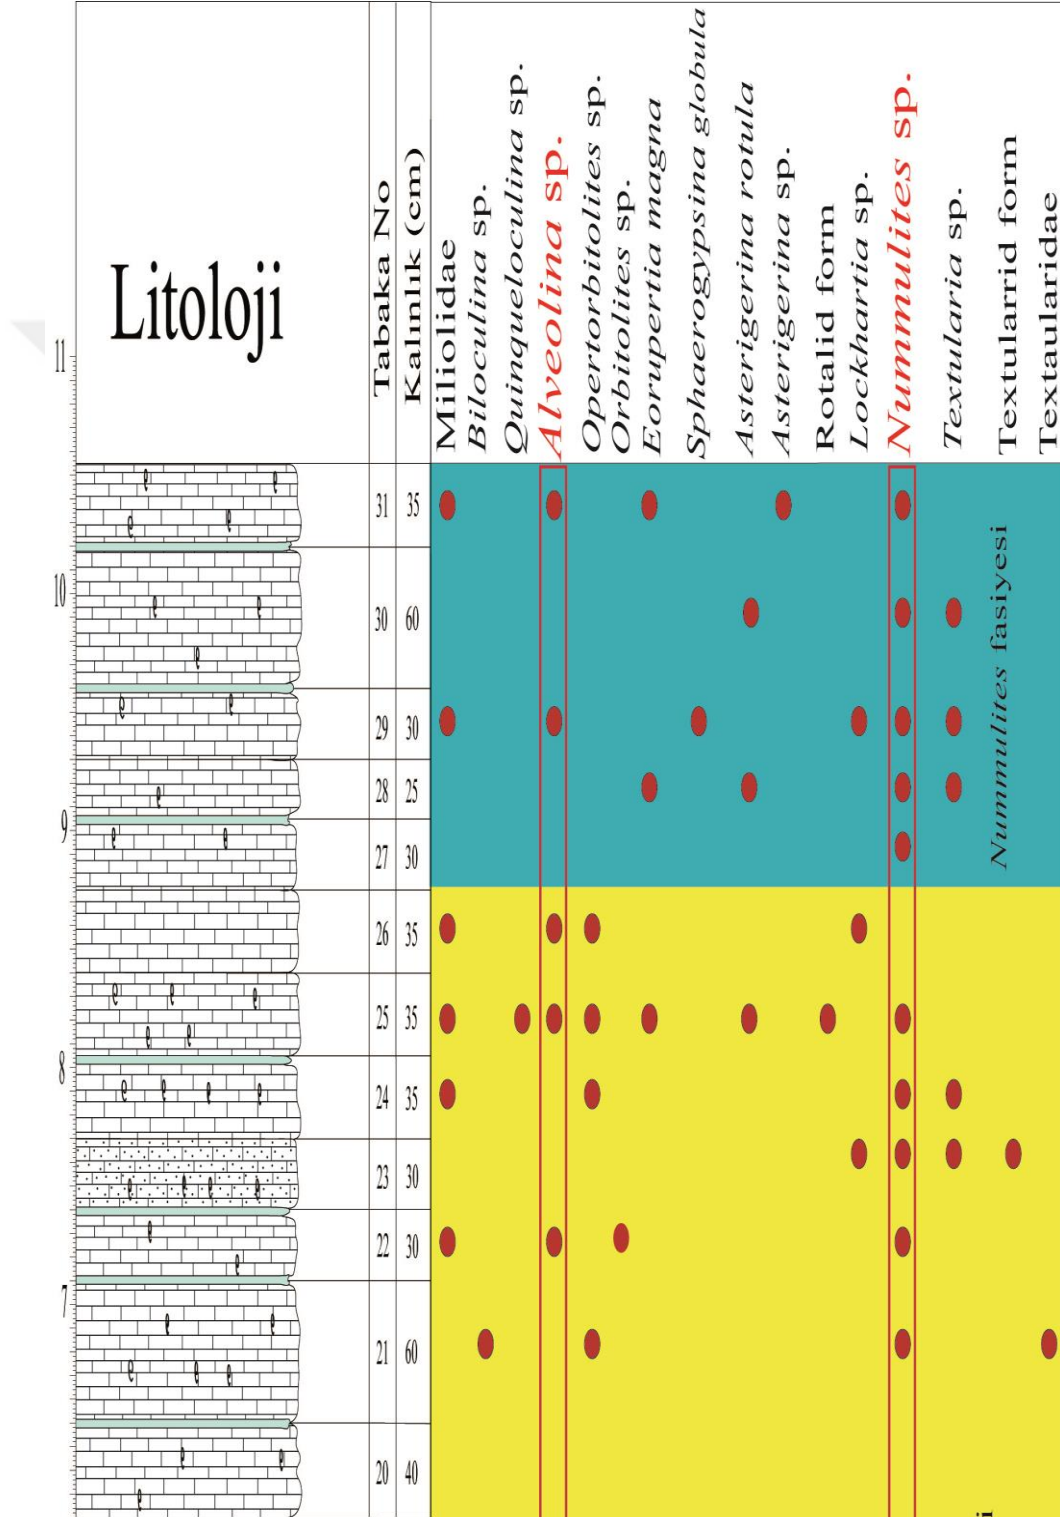 Litoloji
Tabaka No
Kalınlık (cm)
Miliolidae
Biloculina sp.
Quinqueloculina sp.
Alveolina sp.
Opertorbitolites sp.
Orbitolites sp.
Eorupertia magna
Sphaerogypsina globula
Asterigerina rotula
Asterigerina sp.
Rotalid form
Lockhartia sp.
Nummulites sp.
Textularia sp.
Textularrid form
Textaularidae
11
31 35
10
30 60
29 30
28 25
9
27 30
Nummulites fasiyesi
26 35
25 35
8
24 35
23 30
22 30
7
21 60
20 40